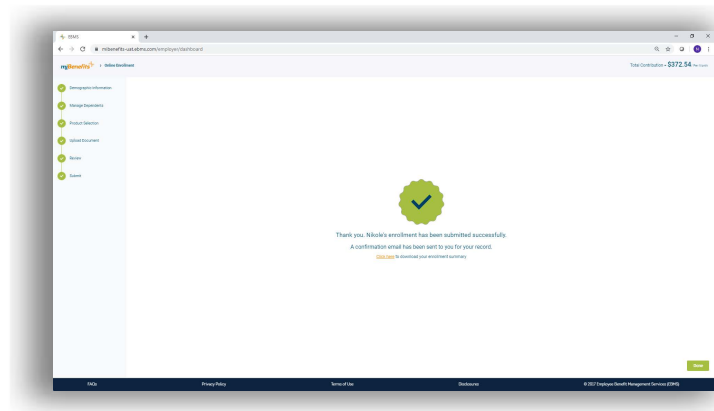 EBMS
mibenefits-uat.ebms.com/employer/dashboard
miBenefits
Online Enrollment
Total Contribution - $372.54
Demographic Information
Manage Dependents
Product Selection
Upload Document
Review
Submit
Thank you. Nikole's enrollment has been submitted successfully.
A confirmation email has been sent to you for your record.
Click here to download your enrollment summary
Done
FAQs
Privacy Policy
Terms of Use
Disclosures
© 2017 Employee Benefit Management Services (EBMS)